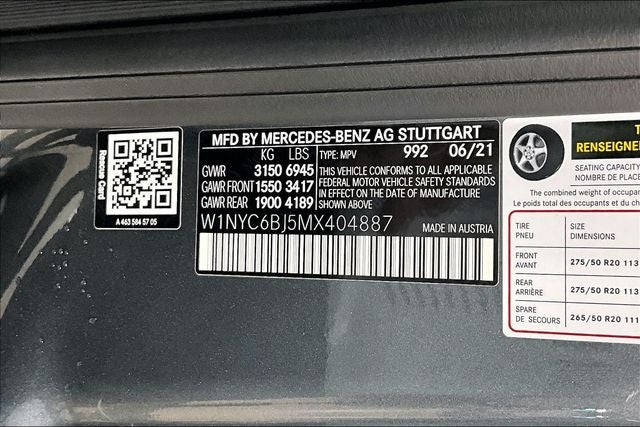 Rescue Card
A 463 584 57 05
MFD BY MERCEDES-BENZ AG STUTTGART
KG LBS TYPE: MPV 992 06/21
GVWR 3150 6945
GAWR FRONT 1550 3417
GAWR REAR 1900 4189
THIS VEHICLE CONFORMS TO ALL APPLICABLE
FEDERAL MOTOR VEHICLE SAFETY STANDARDS
IN EFFECT ON THE DATE OF MANUFACTURE
SHOWN ABOVE.
W1NYC6BJ5MX404887 MADE IN AUSTRIA
RENSEIGNEM
SEATING CAPACITY
NOMBRE DE PLACE
The combined weight of occupa
Le poids total des occupants
TIRE SIZE
PNEU DIMENSIONS
FRONT
AVANT
275/50 R20 113
REAR
ARRIÈRE
275/50 R20 113
SPARE
DE SECOURS
265/50 R20 111